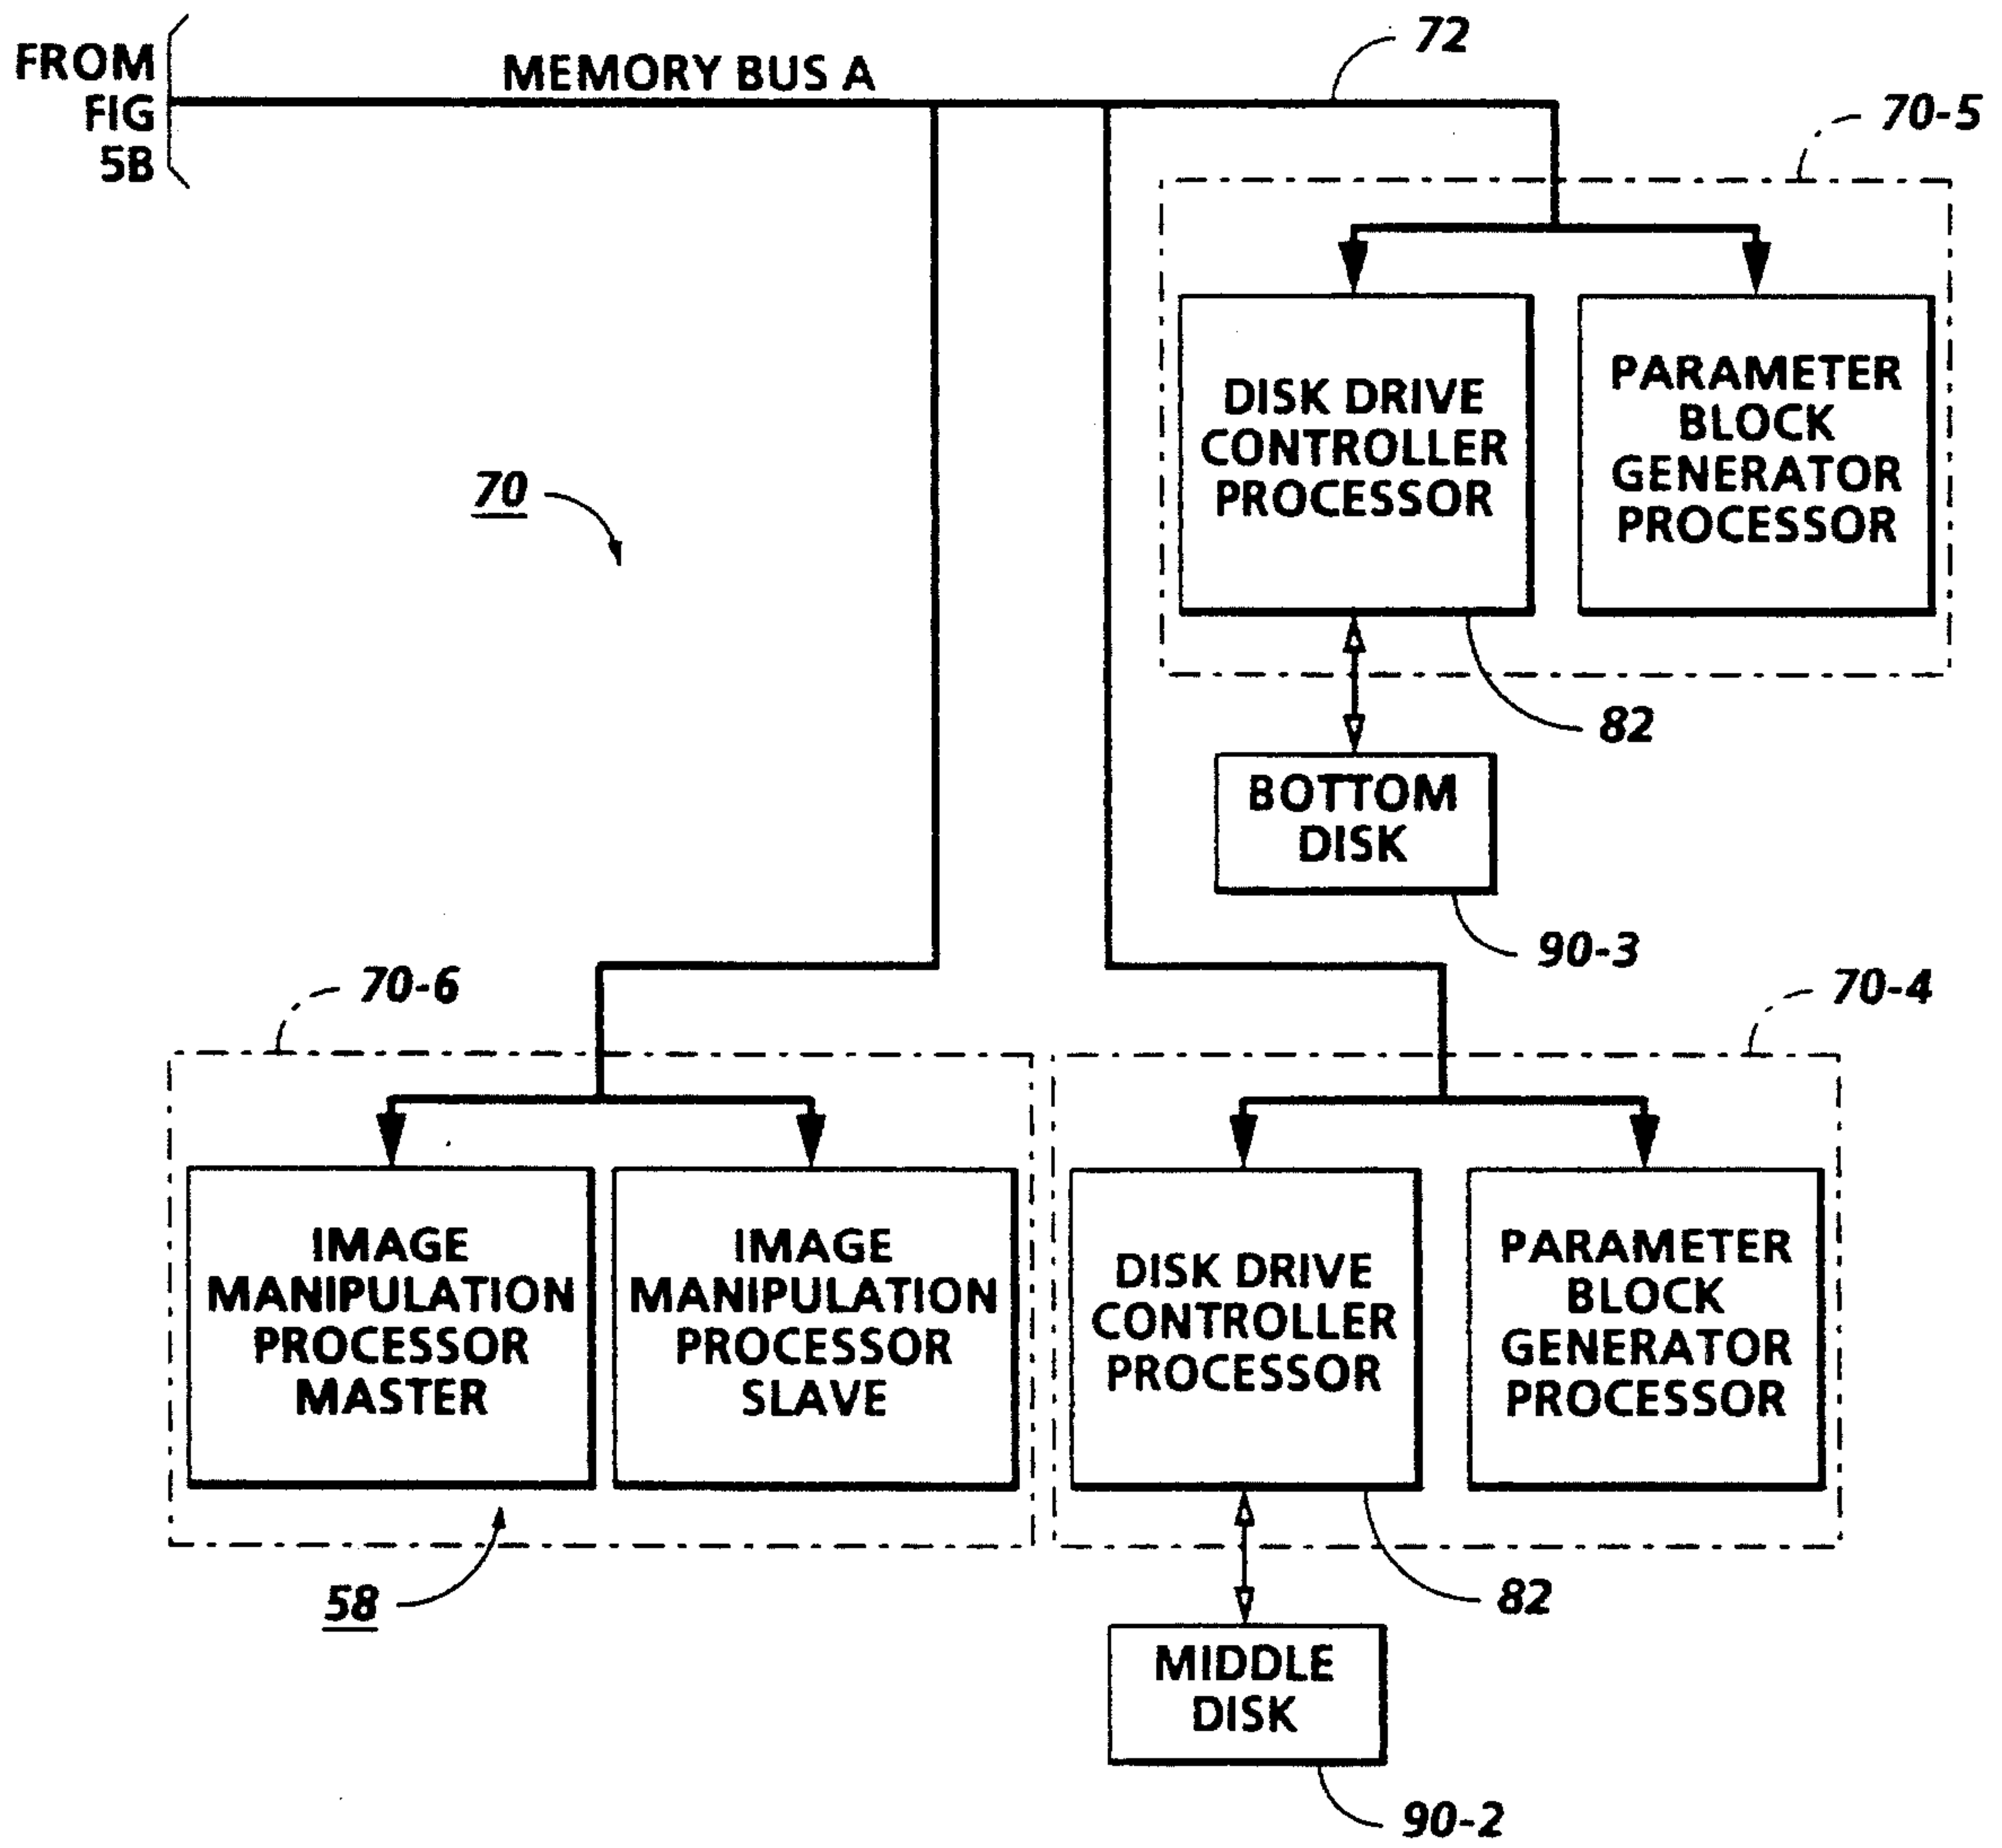 FROM
FIG
5B
MEMORY BUS A
72
70-5
DISK DRIVE
CONTROLLER
PROCESSOR
PARAMETER
BLOCK
GENERATOR
PROCESSOR
70
82
BOTTOM
DISK
90-3
70-6
70-4
IMAGE
MANIPULATION
PROCESSOR
MASTER
IMAGE
MANIPULATION
PROCESSOR
SLAVE
DISK DRIVE
CONTROLLER
PROCESSOR
PARAMETER
BLOCK
GENERATOR
PROCESSOR
58
82
MIDDLE
DISK
90-2